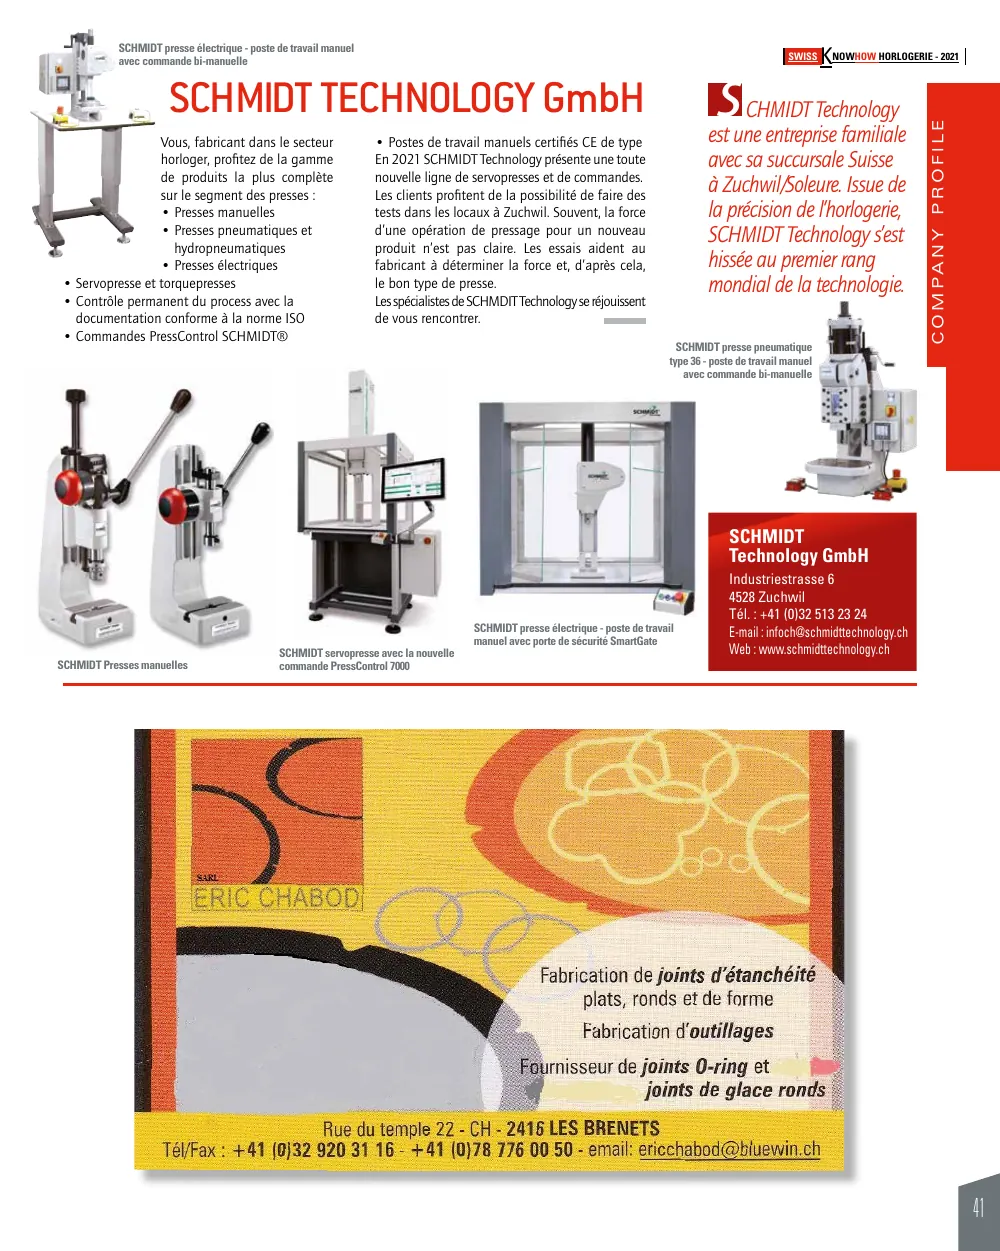 SCHMIDT presse électrique - poste de travail manuel
avec commande bi-manuelle
SWISS KNOWHOW HORLOGERIE - 2021
SCHMIDT TECHNOLOGY GmbH
Vous, fabricant dans le secteur
horloger, profitez de la gamme
de produits la plus complète
sur le segment des presses :
• Presses manuelles
• Presses pneumatiques et
hydropneumatiques
• Presses électriques
• Servopresse et torquepresses
• Contrôle permanent du process avec la
documentation conforme à la norme ISO
• Commandes PressControl SCHMIDT®
• Postes de travail manuels certifiés CE de type
En 2021 SCHMIDT Technology présente une toute
nouvelle ligne de servopresses et de commandes.
Les clients profitent de la possibilité de faire des
tests dans les locaux à Zuchwil. Souvent, la force
d'une opération de pressage pour un nouveau
produit n'est pas claire. Les essais aident au
fabricant à déterminer la force et, d'après cela,
le bon type de presse.
Les spécialistes de SCHMDIT Technology se réjouissent
de vous rencontrer.
SCHMIDT Technology
est une entreprise familiale
avec sa succursale Suisse
à Zuchwil/Soleure. Issue de
la précision de l'horlogerie,
SCHMIDT Technology s'est
hissée au premier rang
mondial de la technologie.
COMPANY PROFILE
SCHMIDT presse pneumatique
type 36 - poste de travail manuel
avec commande bi-manuelle
SCHMIDT
SCHMIDT Presses manuelles
SCHMIDT servopresse avec la nouvelle
commande PressControl 7000
SCHMIDT presse électrique - poste de travail
manuel avec porte de sécurité SmartGate
SCHMIDT
Technology GmbH
Industriestrasse 6
4528 Zuchwil
Tél. : +41 (0)32 513 23 24
E-mail : infoch@schmidttechnology.ch
Web : www.schmidttechnology.ch
SARL
ERIC CHABOD
Fabrication de joints d'étanchéité
plats, ronds et de forme
Fabrication d'outillages
Fournisseur de joints O-ring et
joints de glace ronds
Rue du temple 22 - CH - 2416 LES BRENETS
Tél/Fax : +41 (0)32 920 31 16 - +41 (0)78 776 00 50 - email: ericchabod@bluewin.ch
41